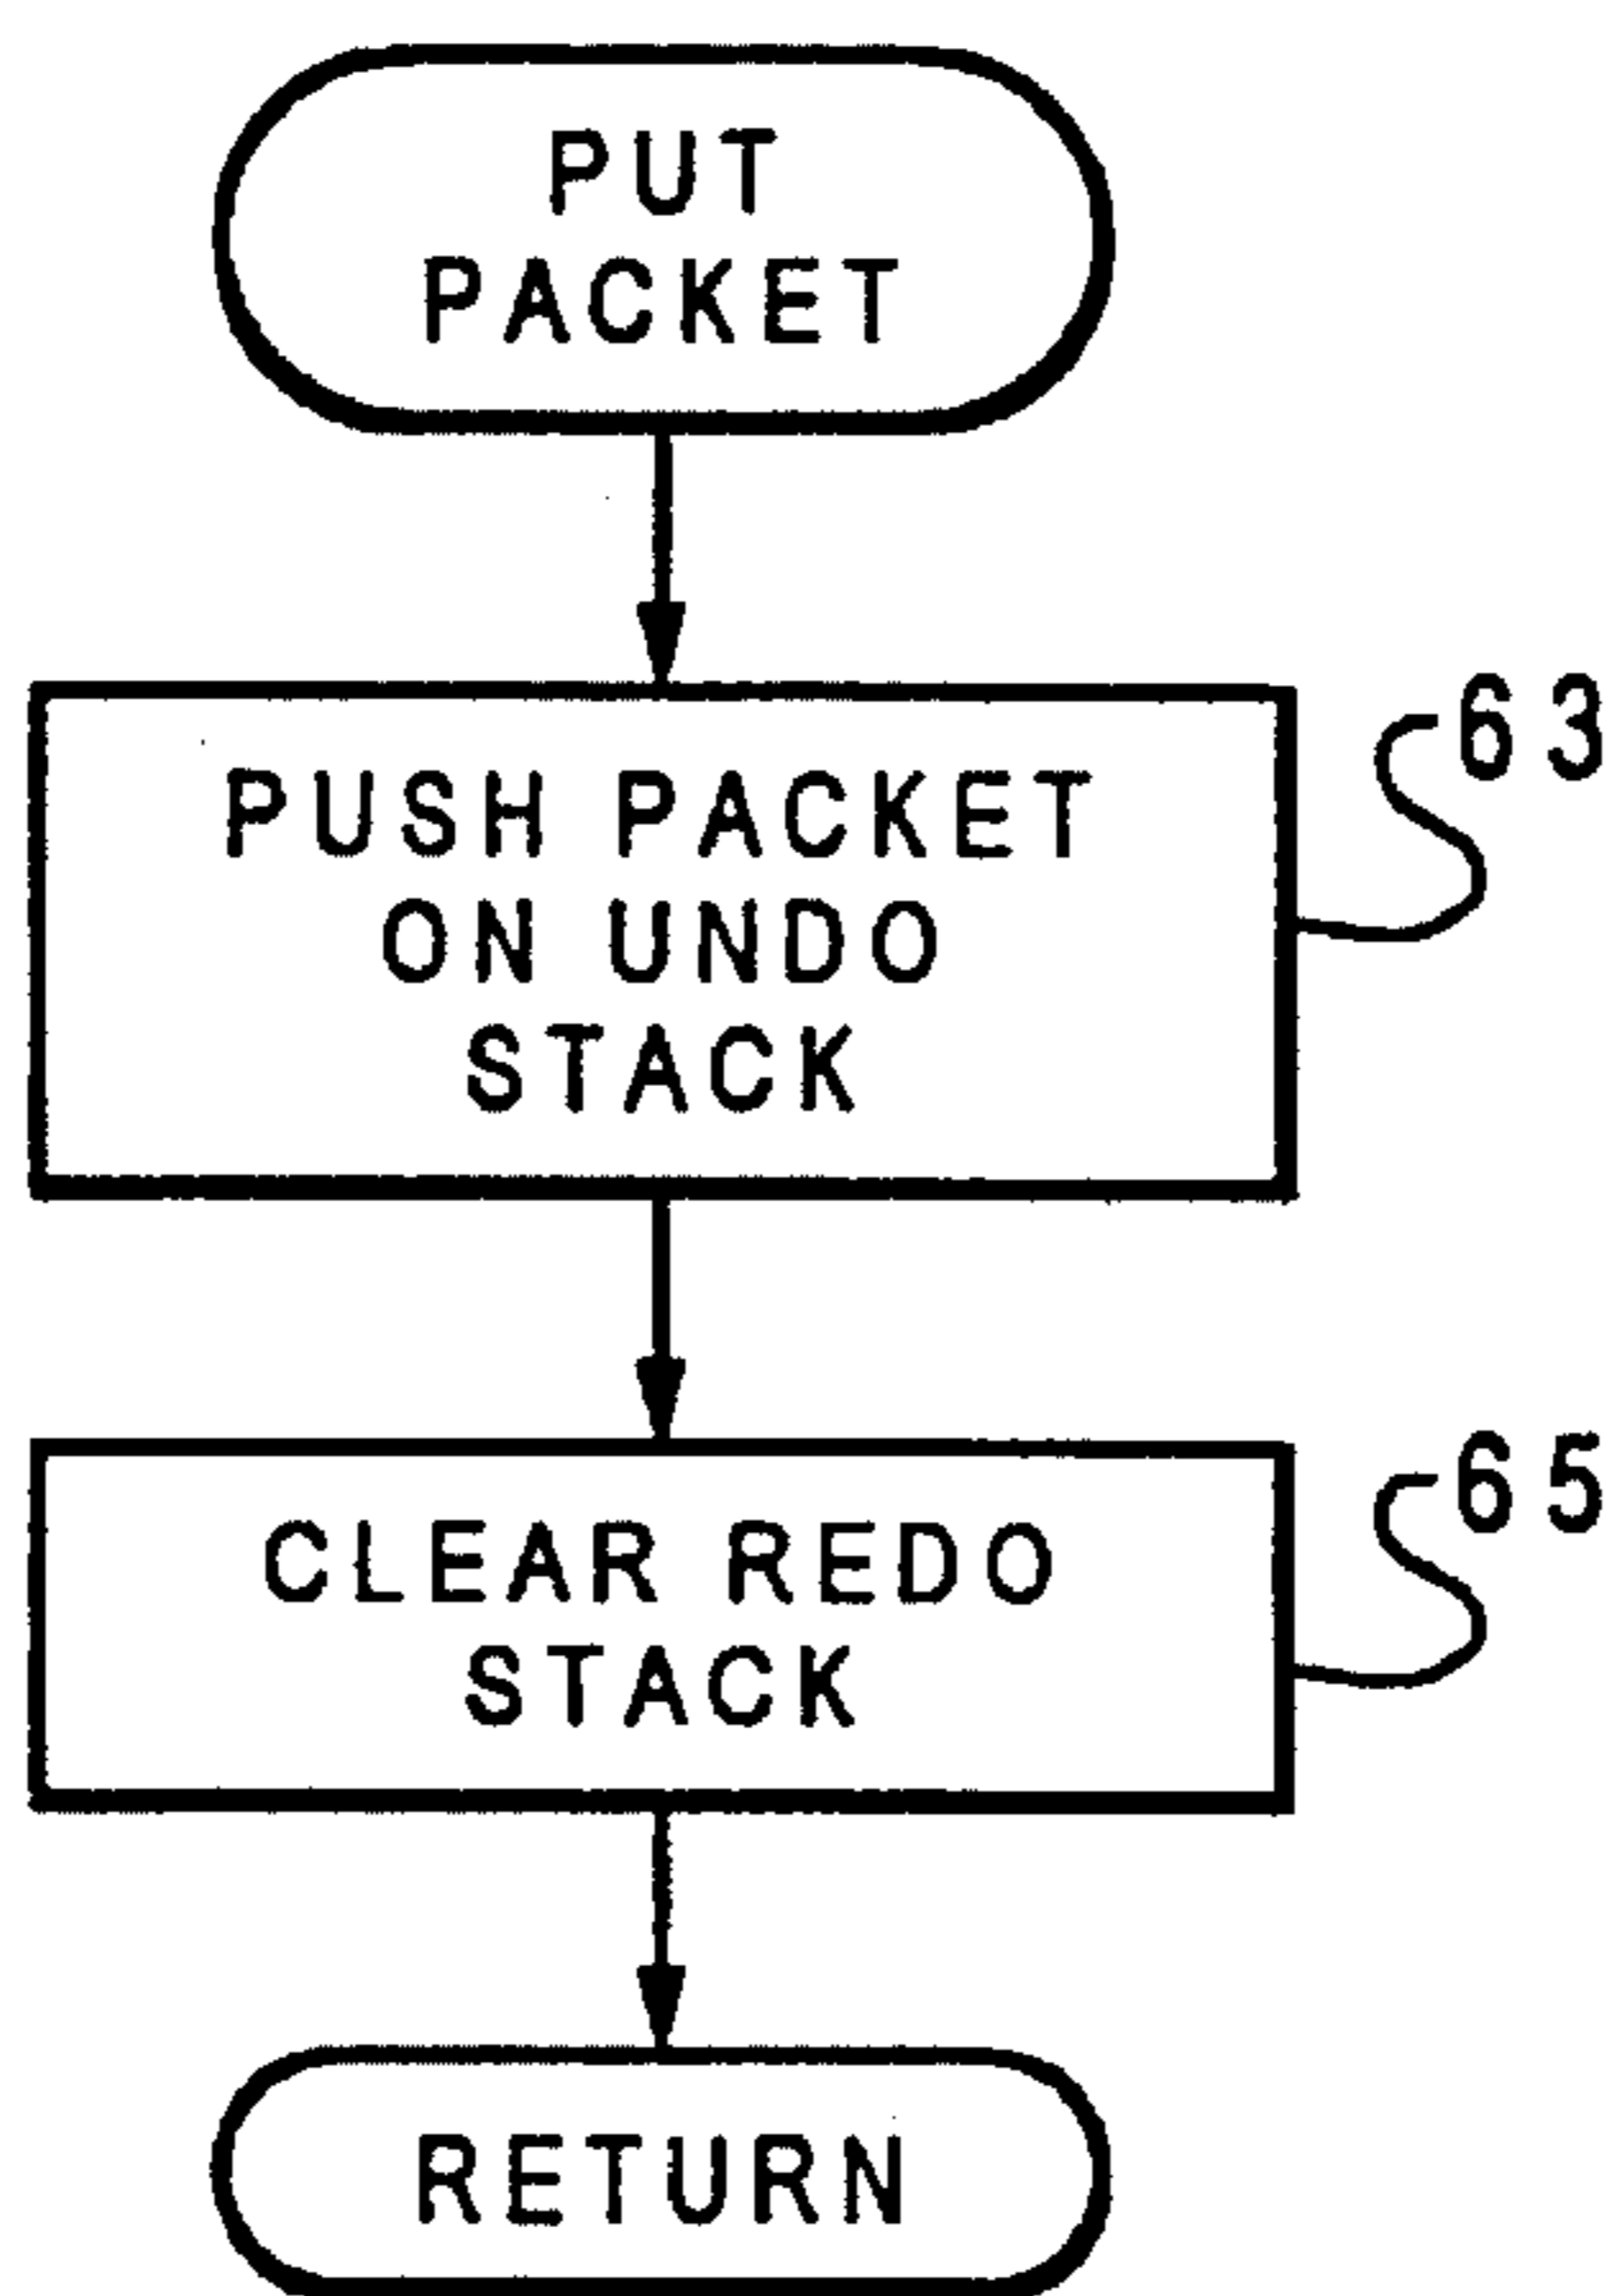 PUT
PACKET
PUSH PACKET
ON UNDO
STACK
63
CLEAR REDO
STACK
65
RETURN